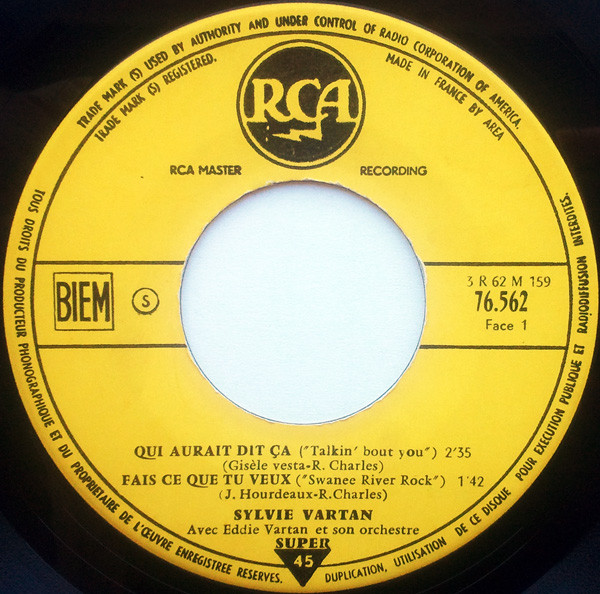 TRADE MARK (S) USED BY AUTHORITY AND UNDER CONTROL OF RADIO CORPORATION OF AMERICA.
TRADE MARK (S) REGISTERED.
MADE IN FRANCE BY AREA
RCA
RCA MASTER RECORDING
BIEM
S
3 R 62 M 159
76.562
Face 1
QUI AURAIT DIT ÇA ("Talkin' bout you") 2'35
(Gisèle vesta-R. Charles)
FAIS CE QUE TU VEUX ("Swanee River Rock") 1'42
(J. Hourdeaux-R.Charles)
SYLVIE VARTAN
Avec Eddie Vartan et son orchestre
SUPER
45
TOUS DROITS DU PRODUCTEUR PHONOGRAPHIQUE ET DU PROPRIETAIRE DE L'ŒUVRE ENREGISTREE RESERVES. DUPLICATION, UTILISATION DE CE DISQUE POUR EXECUTION PUBLIQUE ET RADIODIFFUSION INTERDITES.